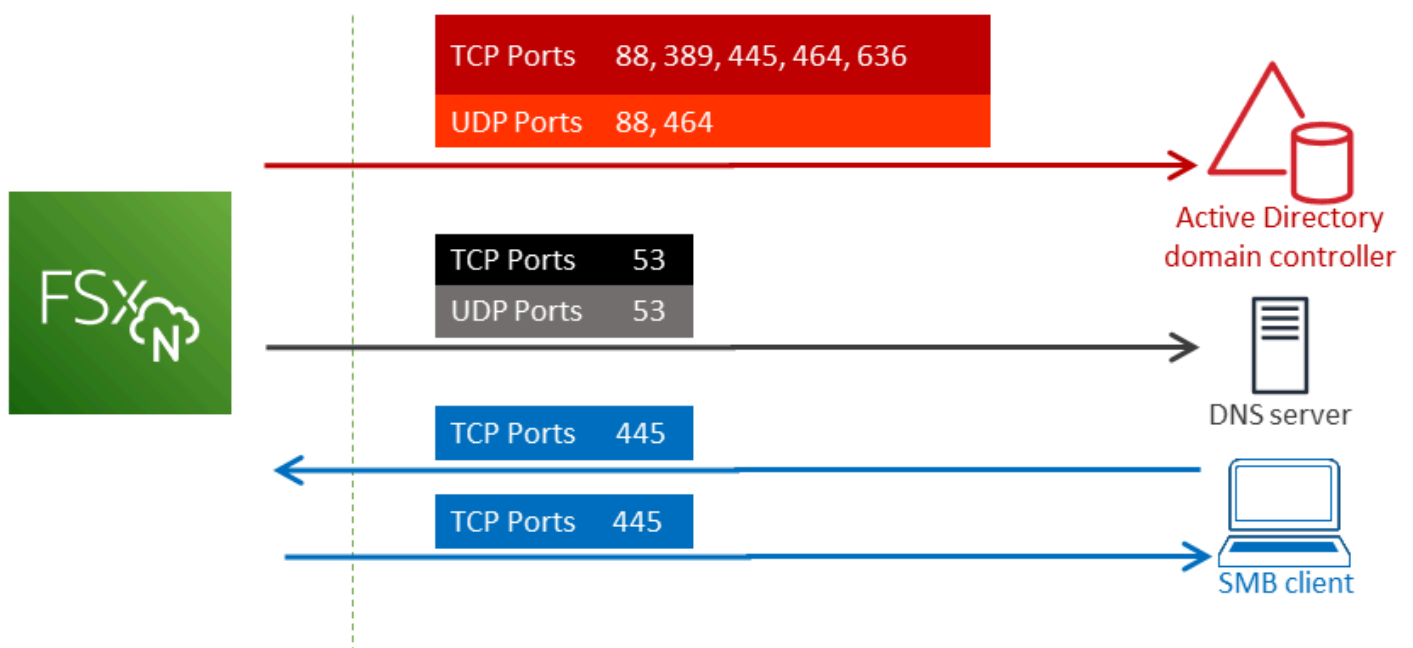 TCP Ports 88, 389, 445, 464, 636
UDP Ports 88, 464
Active Directory
domain controller
FSx
N
TCP Ports 53
UDP Ports 53
DNS server
TCP Ports 445
TCP Ports 445
SMB client